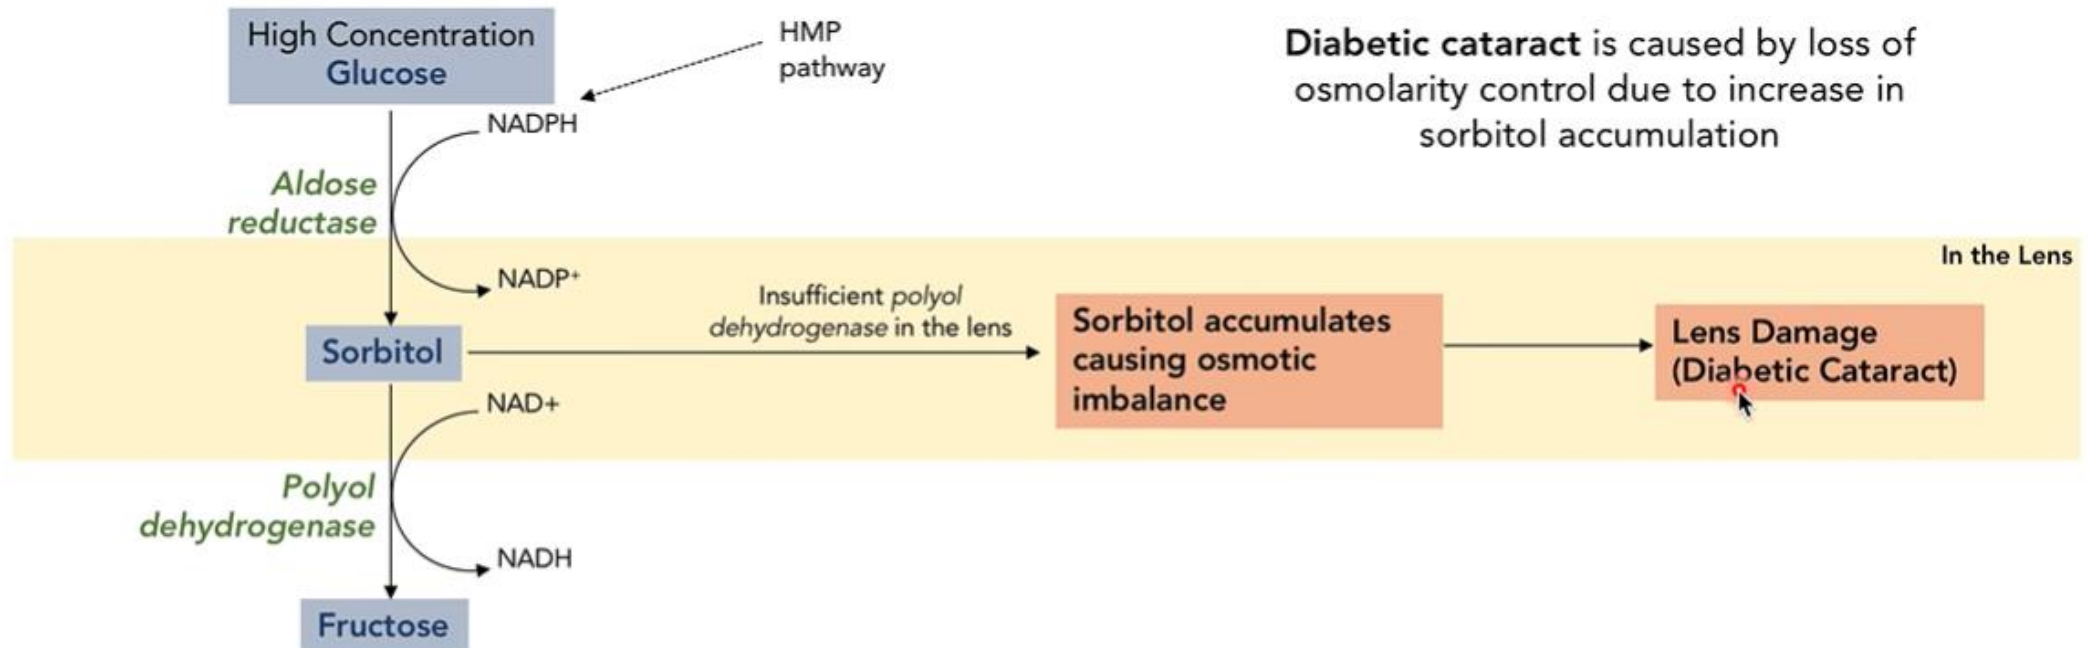 High Concentration
Glucose
HMP
pathway
Diabetic cataract is caused by loss of
osmolarity control due to increase in
sorbitol accumulation
NADPH
Aldose
reductase
In the Lens
NADP⁺
Insufficient polyol
dehydrogenase in the lens
Sorbitol
Sorbitol accumulates
causing osmotic
imbalance
Lens Damage
(Diabetic Cataract)
NAD+
Polyol
dehydrogenase
NADH
Fructose